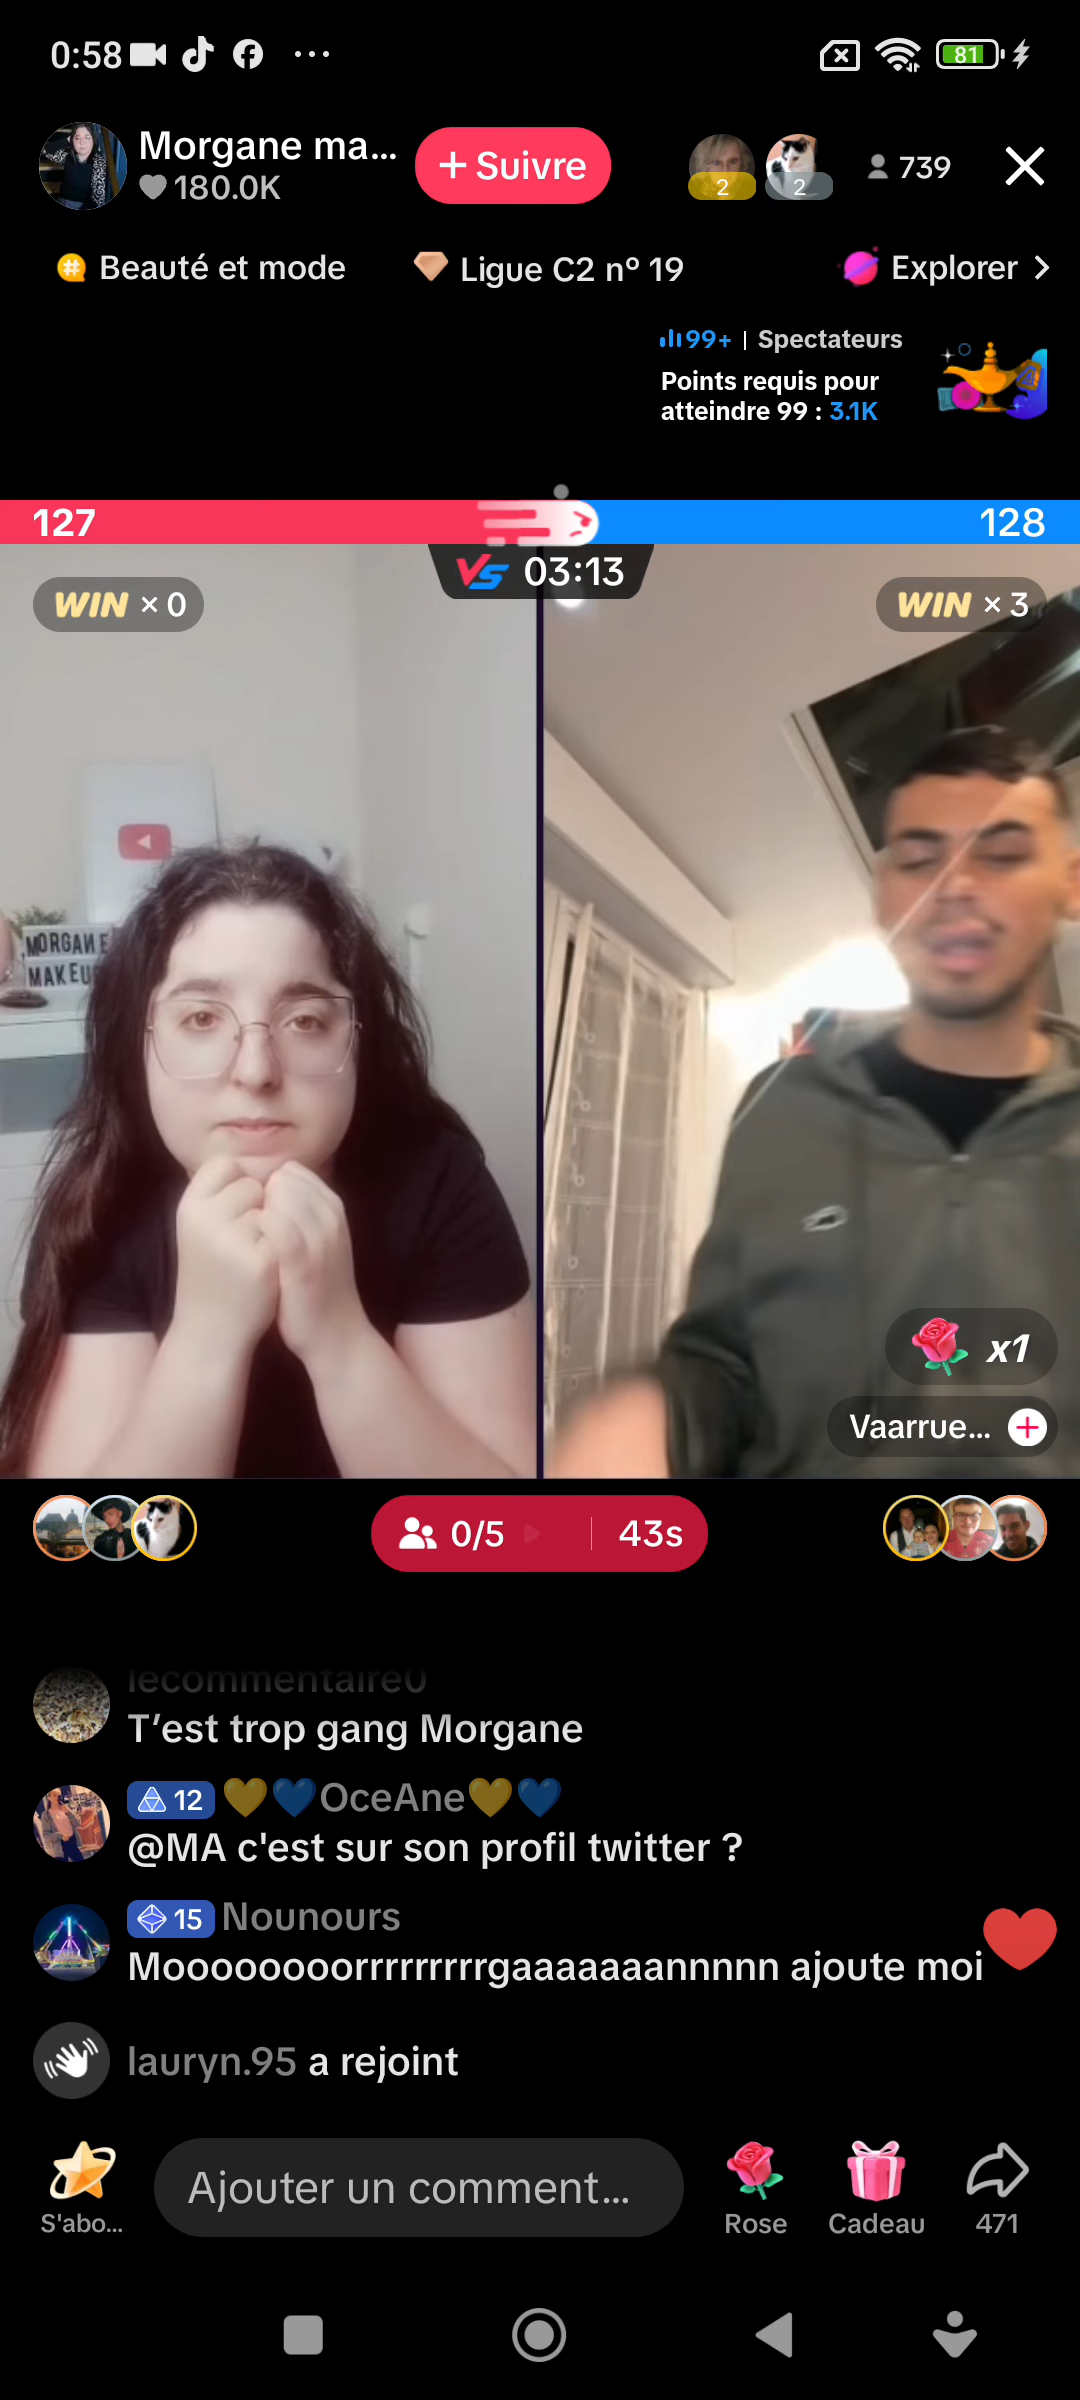 0:58
81
Morgane ma...
180.0K
+ Suivre
2
2
739
Beauté et mode
Ligue C2 n° 19
Explorer
99+ | Spectateurs
Points requis pour
atteindre 99 : 3.1K
127
128
VS 03:13
WIN × 0
WIN × 3
MORGANE
MAKEU
x1
Vaarrue...
0/5
43s
lecommentaire0
T’est trop gang Morgane
12 💛💙OceAne💛💙
@MA c'est sur son profil twitter ?
15 Nounours
Moooooooorrrrrrrrrgaaaaaaannnnn ajoute moi
lauryn.95 a rejoint
S'abo...
Ajouter un comment...
Rose
Cadeau
471